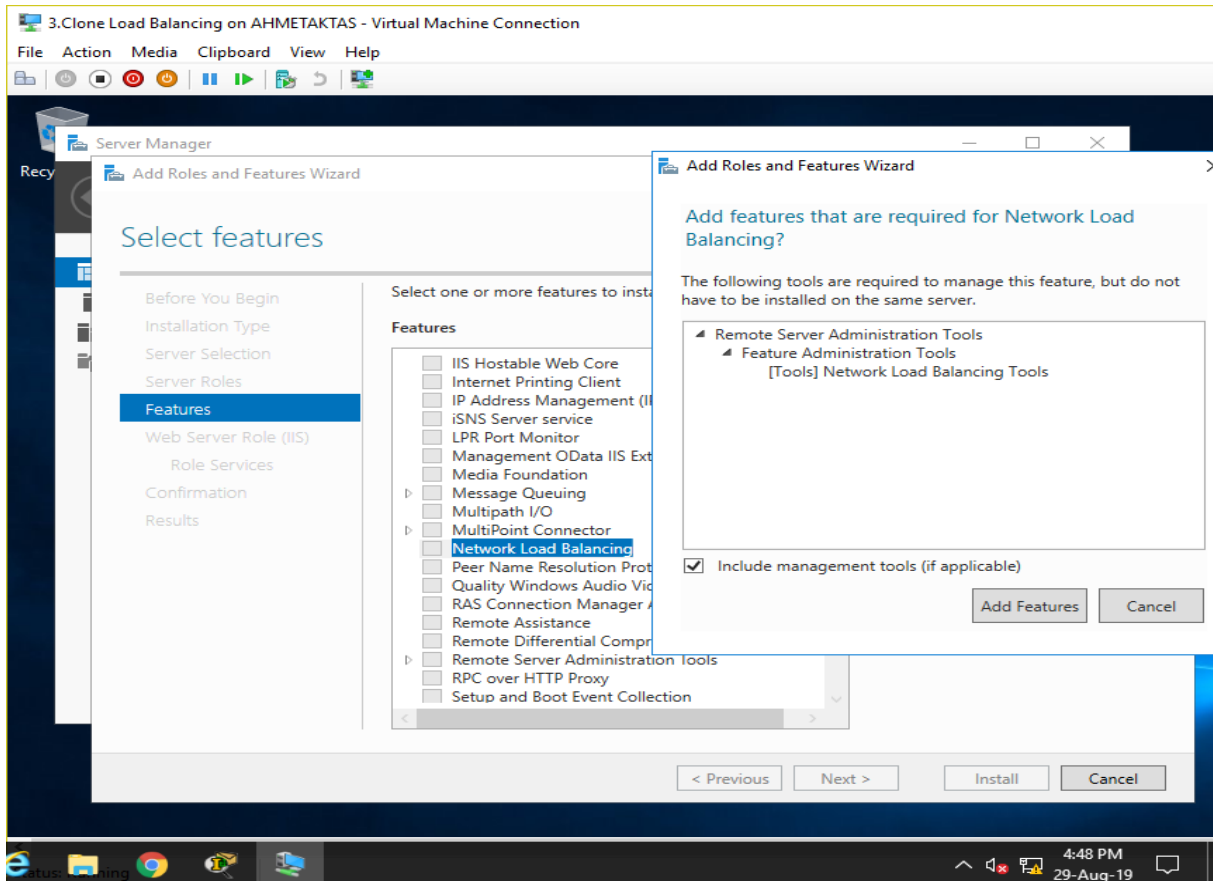 3.Clone Load Balancing on AHMETAKTAS - Virtual Machine Connection
File Action Media Clipboard View Help
Server Manager
Recy
Add Roles and Features Wizard
Select features
Before You Begin
Installation Type
Server Selection
Server Roles
Features
Web Server Role (IIS)
Role Services
Confirmation
Results
Select one or more features to insta
Features
IIS Hostable Web Core
Internet Printing Client
IP Address Management (II
iSNS Server service
LPR Port Monitor
Management OData IIS Ext
Media Foundation
Message Queuing
Multipath I/O
MultiPoint Connector
Network Load Balancing
Peer Name Resolution Prot
Quality Windows Audio Vid
RAS Connection Manager A
Remote Assistance
Remote Differential Compr
Remote Server Administration Tools
RPC over HTTP Proxy
Setup and Boot Event Collection
Add Roles and Features Wizard
Add features that are required for Network Load
Balancing?
The following tools are required to manage this feature, but do not
have to be installed on the same server.
Remote Server Administration Tools
Feature Administration Tools
[Tools] Network Load Balancing Tools
Include management tools (if applicable)
Add Features Cancel
< Previous Next > Install Cancel
4:48 PM
29-Aug-19